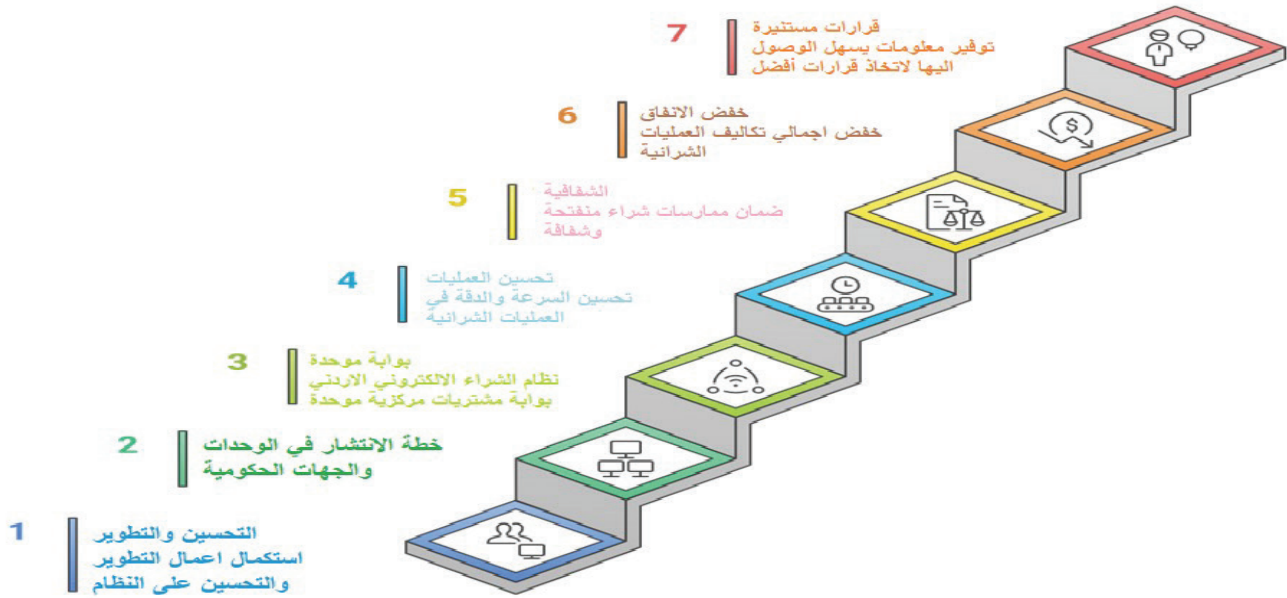 7
قرارات مستنيرة
توفير معلومات يسهل الوصول
اليها لاتخاذ قرارات أفضل
6
خفض الانفاق
خفض اجمالي تكاليف العمليات
الشرائية
5
الشفافية
ضمان ممارسات شراء منفتحة
وشفافة
4
تحسين العمليات
تحسين السرعة والدقة في
العمليات الشرائية
3
بوابة موحدة
نظام الشراء الالكتروني الاردني
بوابة مشتريات مركزية موحدة
2
خطة الانتشار في الوحدات
والجهات الحكومية
1
التحسين والتطوير
استكمال اعمال التطوير
والتحسين على النظام
$